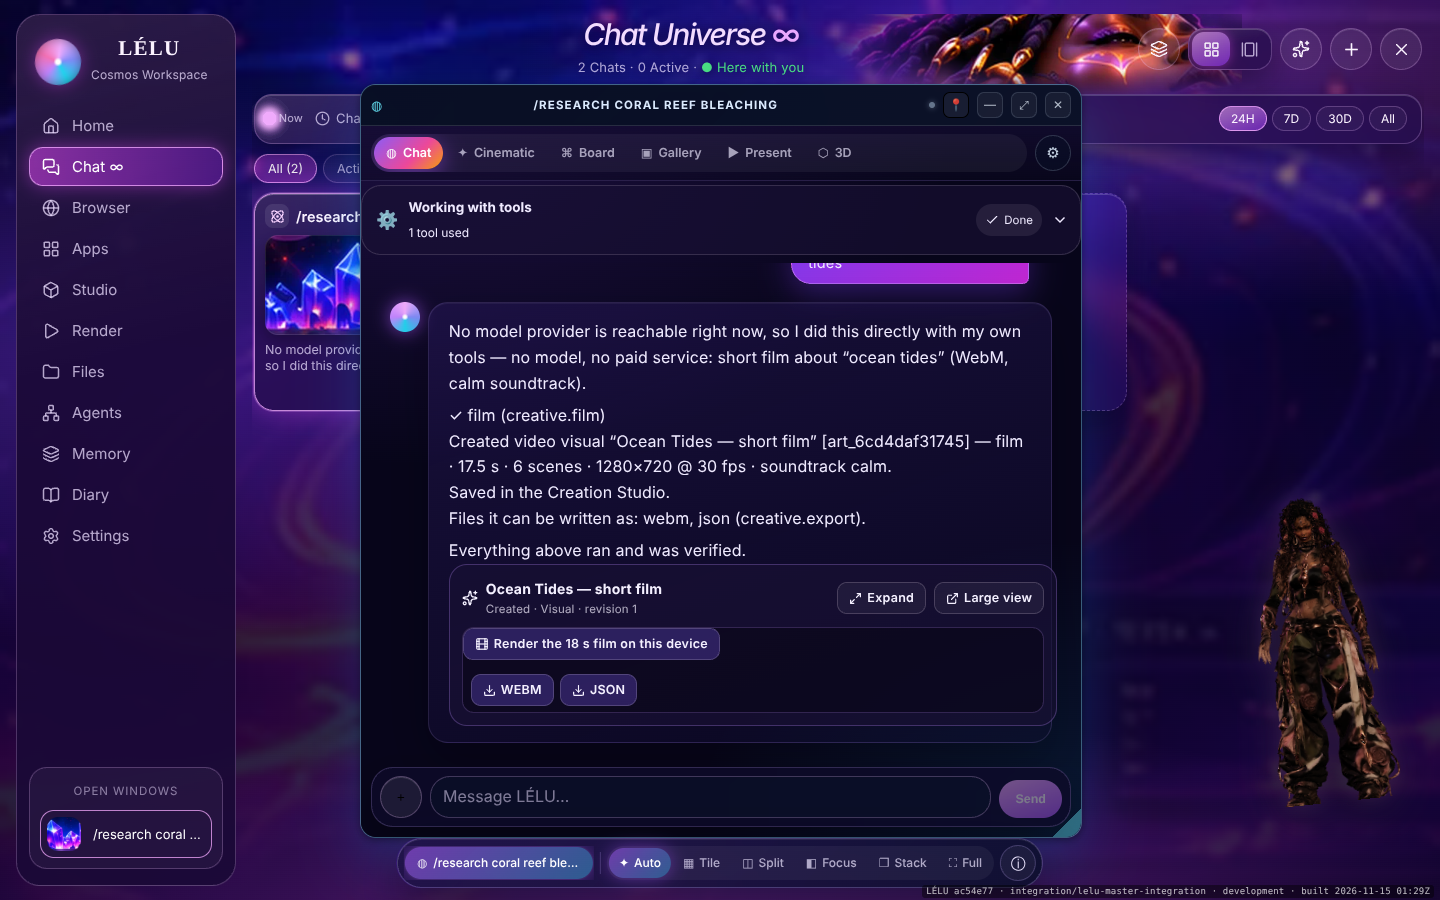 LÉLU
Cosmos Workspace
Home
Chat ∞
Browser
Apps
Studio
Render
Files
Agents
Memory
Diary
Settings
OPEN WINDOWS
/research coral ...
Chat Universe ∞
2 Chats · 0 Active · Here with you
Now
Cha
24H
7D
30D
All
All (2)
Acti
/research
No model provid
so I did this direc
/RESEARCH CORAL REEF BLEACHING
Chat
Cinematic
Board
Gallery
Present
3D
Working with tools
1 tool used
Done
tides
No model provider is reachable right now, so I did this directly with my own
tools — no model, no paid service: short film about “ocean tides” (WebM,
calm soundtrack).
✓ film (creative.film)
Created video visual “Ocean Tides — short film” [art_6cd4daf31745] — film
· 17.5 s · 6 scenes · 1280×720 @ 30 fps · soundtrack calm.
Saved in the Creation Studio.
Files it can be written as: webm, json (creative.export).
Everything above ran and was verified.
Ocean Tides — short film
Created · Visual · revision 1
Expand
Large view
Render the 18 s film on this device
WEBM
JSON
Message LÉLU...
Send
/research coral reef ble...
Auto
Tile
Split
Focus
Stack
Full
LÉLU ac54e77 · integration/lelu-master-integration · development · built 2026-11-15 01:29Z